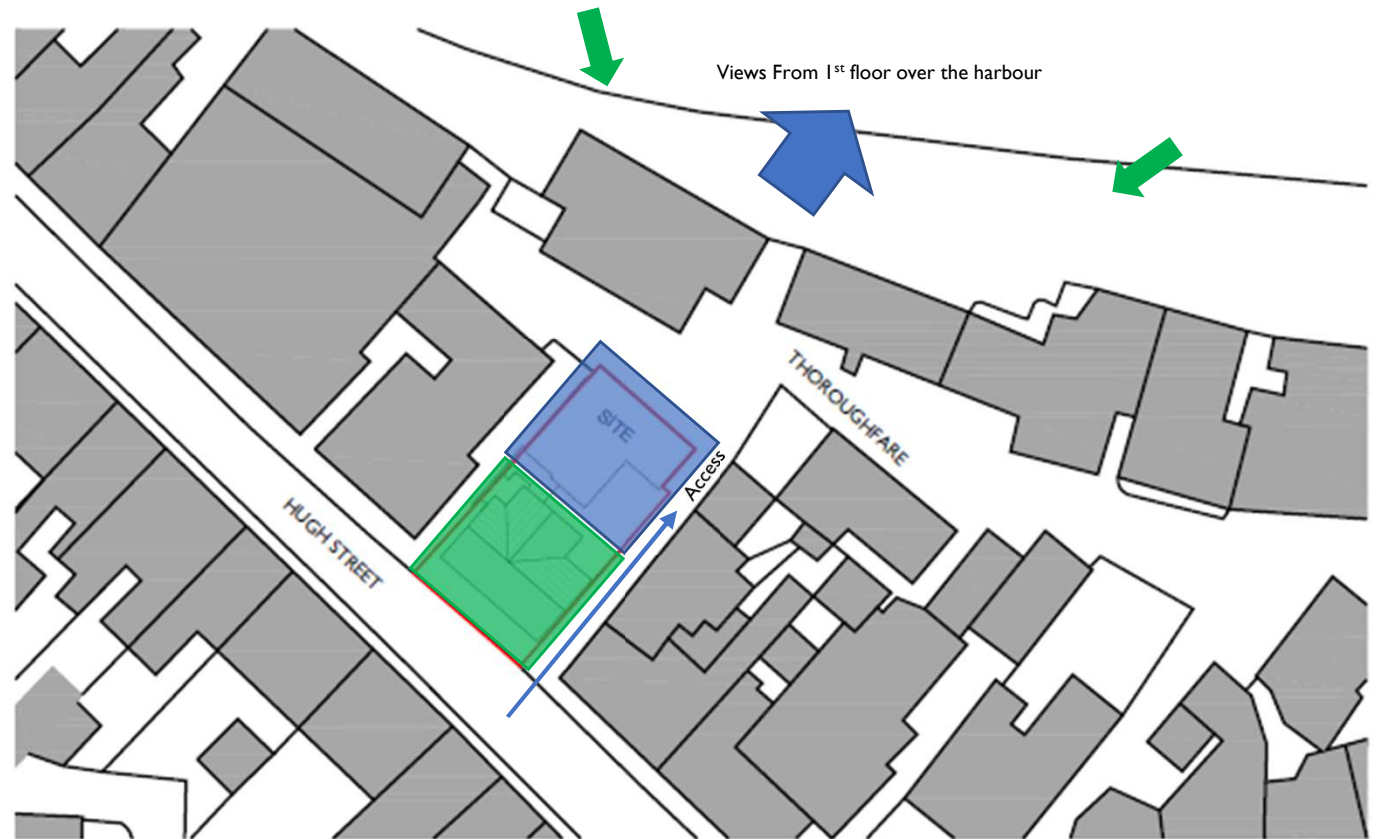 Views From 1st floor over the harbour
THOROUGHFARE
SITE
Access
HUGH STREET